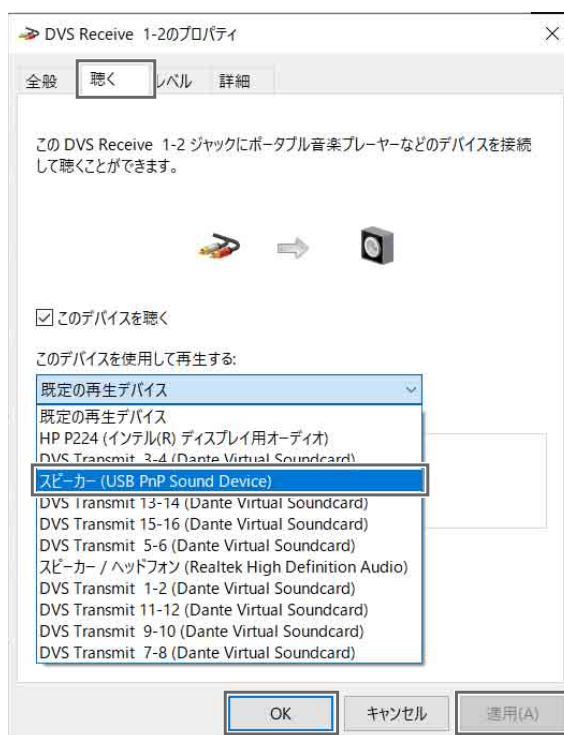 DVS Receive 1-2のプロパティ
全般 聴く レベル 詳細
この DVS Receive 1-2 ジャックにポータブル音楽プレーヤーなどのデバイスを接続
して聴くことができます。
このデバイスを聴く
このデバイスを使用して再生する:
既定の再生デバイス
既定の再生デバイス
HP P224 (インテル(R) ディスプレイ用オーディオ)
DVS Transmit 3-4 (Dante Virtual Soundcard)
スピーカー (USB PnP Sound Device)
DVS Transmit 13-14 (Dante Virtual Soundcard)
DVS Transmit 15-16 (Dante Virtual Soundcard)
DVS Transmit 5-6 (Dante Virtual Soundcard)
スピーカー / ヘッドフォン (Realtek High Definition Audio)
DVS Transmit 1-2 (Dante Virtual Soundcard)
DVS Transmit 11-12 (Dante Virtual Soundcard)
DVS Transmit 9-10 (Dante Virtual Soundcard)
DVS Transmit 7-8 (Dante Virtual Soundcard)
OK キャンセル 適用(A)